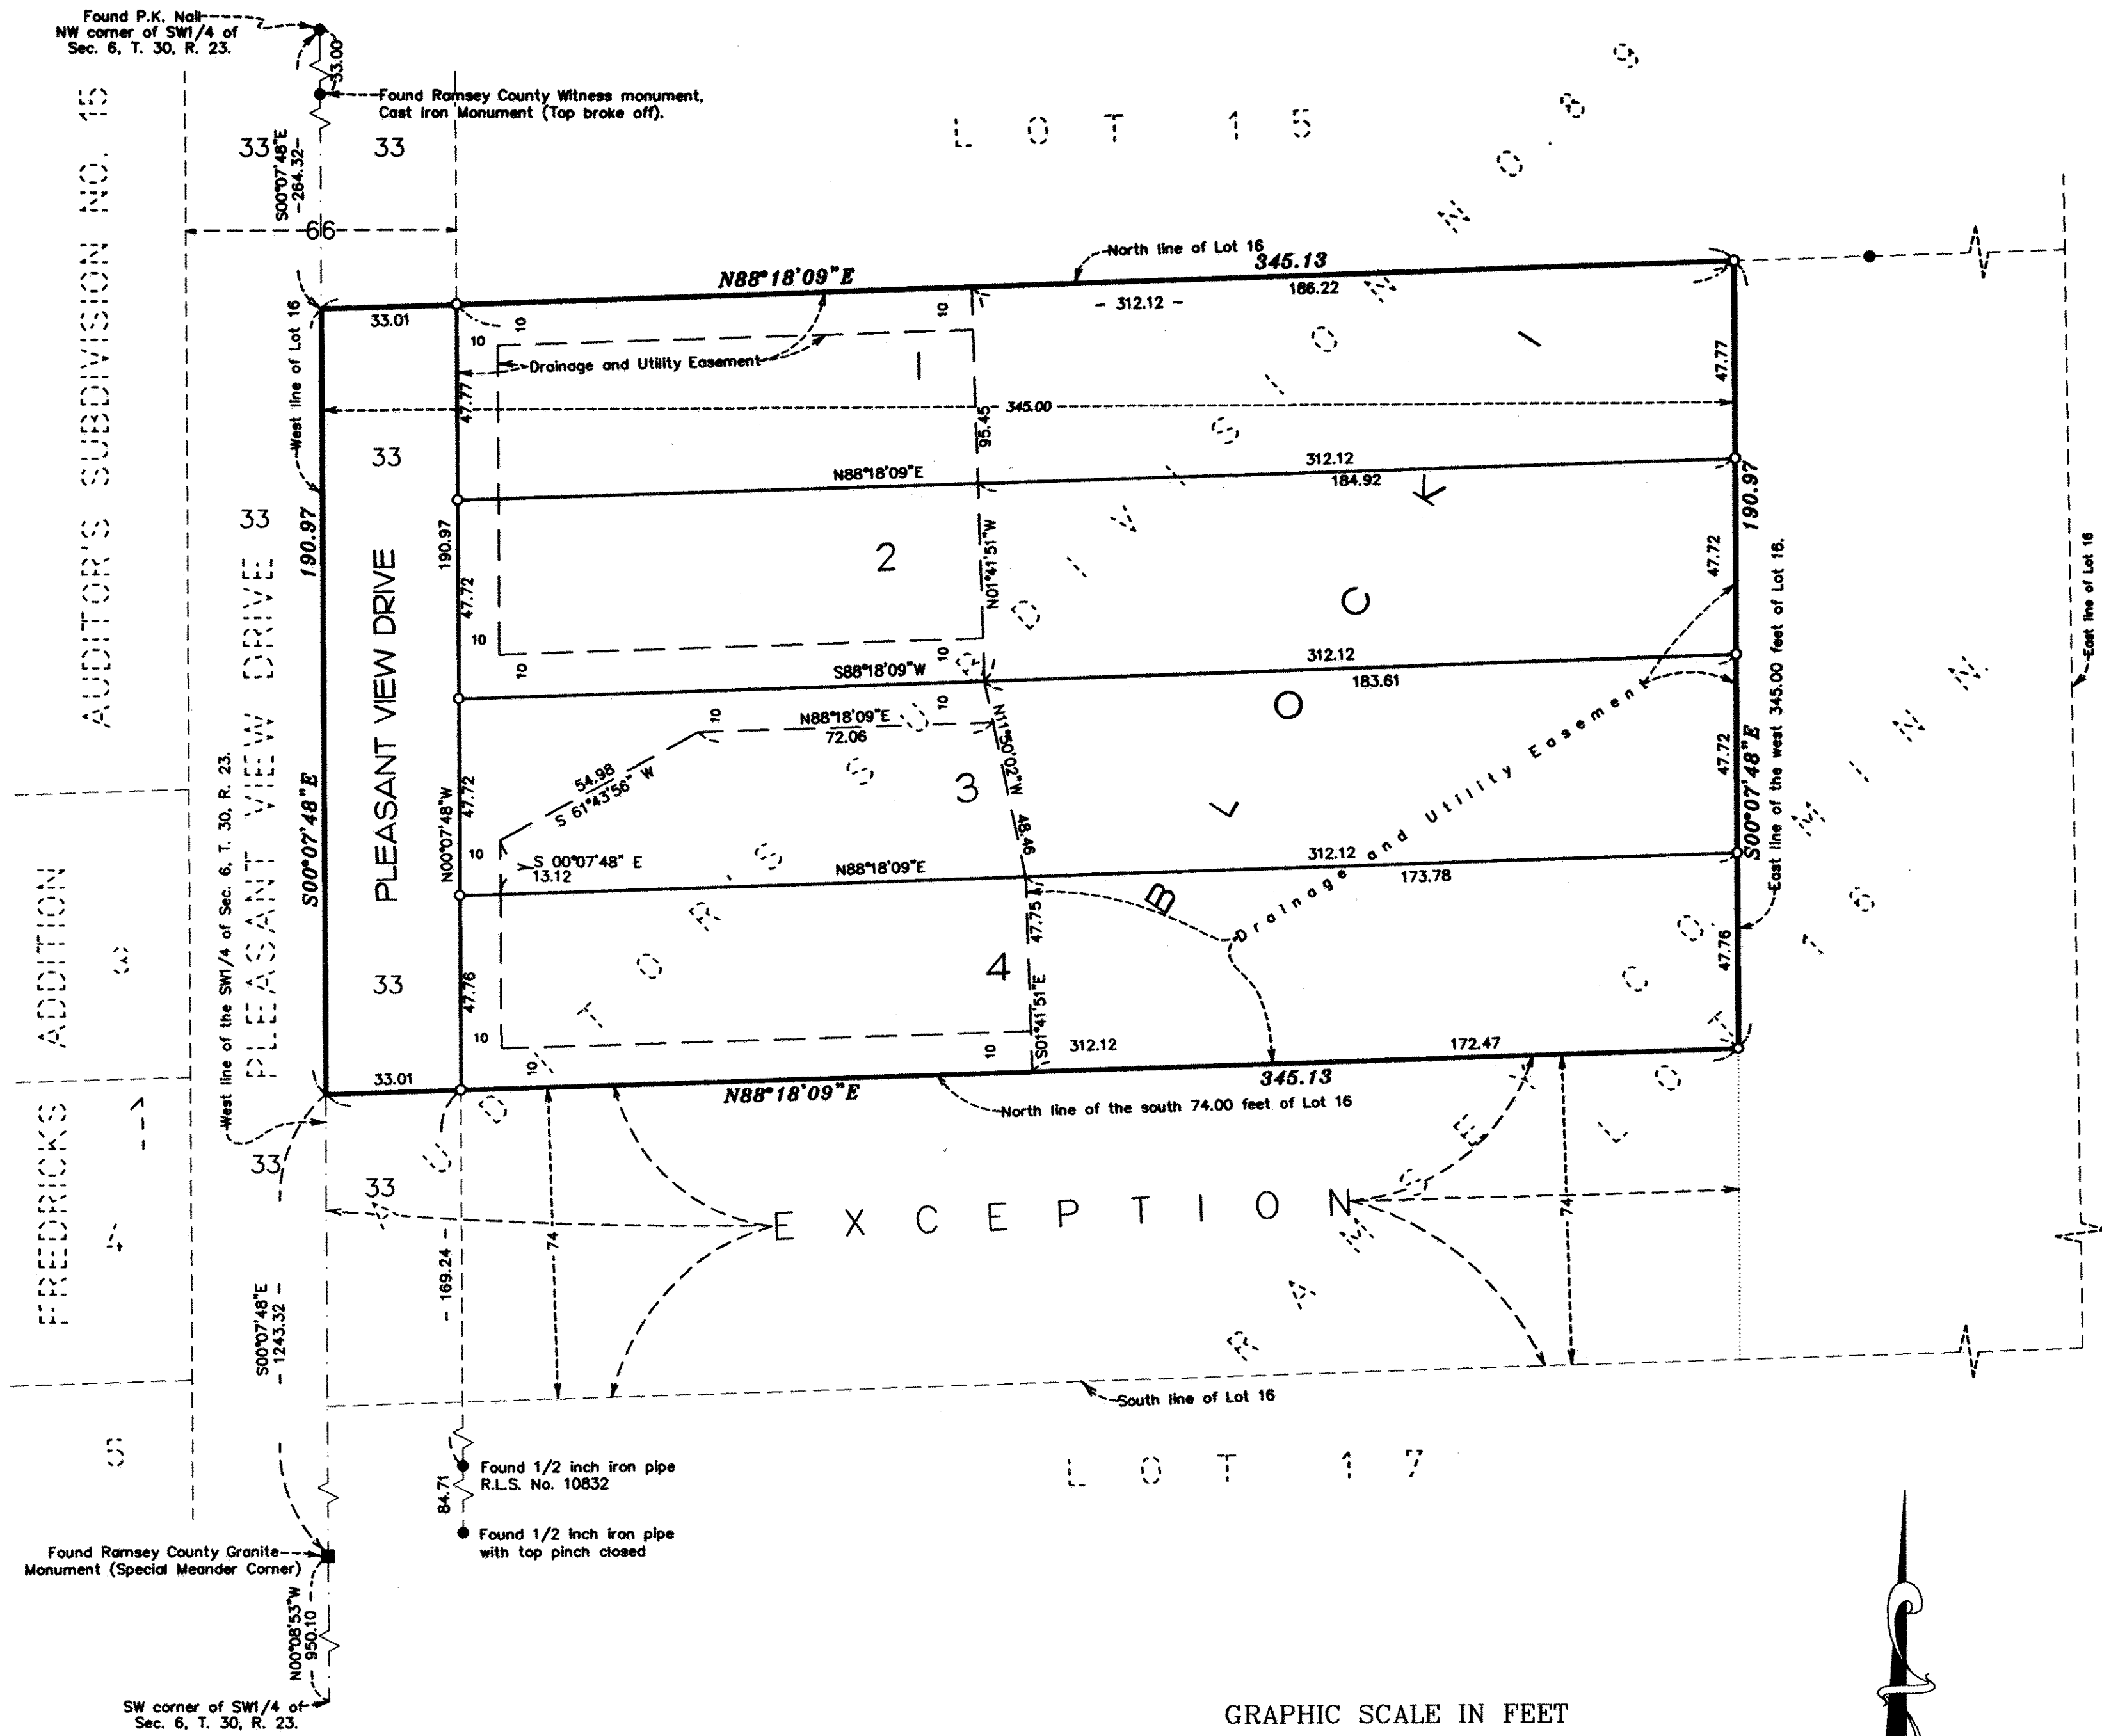 Found P.K. Nail
NW corner of SW1/4 of
Sec. 6, T. 30, R. 23.
33.00
Found Ramsey County Witness monument,
Cast Iron Monument (Top broke off).
S00°07'48"E
-264.32-
33
33
66
LOT 15
AUDITOR'S SUBDIVISION NO. 15
North line of Lot 16
N88°18'09"E
345.13
186.22
- 312.12 -
33.01
10
10
10
10
Drainage and Utility Easement
1
West line of Lot 16
47.77
47.77
345.00
95.45
33
N88°18'09"E
312.12
184.92
190.97
190.97
190.97
33
PLEASANT VIEW DRIVE
PLEASANT VIEW DRIVE
2
N01°41'51"W
47.72
47.72
10
10
10
S88°18'09"W
312.12
183.61
East line of Lot 16
10
10
N88°18'09"E
72.06
N11°50'02"W
48.46
54.98
S 61°43'56" W
3
47.72
47.72
S00°07'48"E
N00°07'48"W
S00°07'48"E
East line of the west 345.00 feet of Lot 16.
West line of the SW1/4 of Sec. 6, T. 30, R. 23.
10
S 00°07'48" E
13.12
N88°18'09"E
312.12
173.78
Drainage and Utility Easement
BLOCK 1
AUDITOR'S SUBDIVISION NO. 89
RAMSEY CO. MINN.
LOT 16
33
47.76
47.75
47.76
4
S01°41'51"E
10
10
10
312.12
172.47
33.01
N88°18'09"E
345.13
North line of the south 74.00 feet of Lot 16
FREDRICKS ADDITION
3
1
4
5
33
33
EXCEPTION
74
74
- 169.24 -
S00°07'48"E
- 1243.32 -
South line of Lot 16
LOT 17
84.71
Found 1/2 inch iron pipe
R.L.S. No. 10832
Found 1/2 inch iron pipe
with top pinch closed
Found Ramsey County Granite
Monument (Special Meander Corner)
N00°08'53"W
950.10
SW corner of SW1/4 of
Sec. 6, T. 30, R. 23.
GRAPHIC SCALE IN FEET